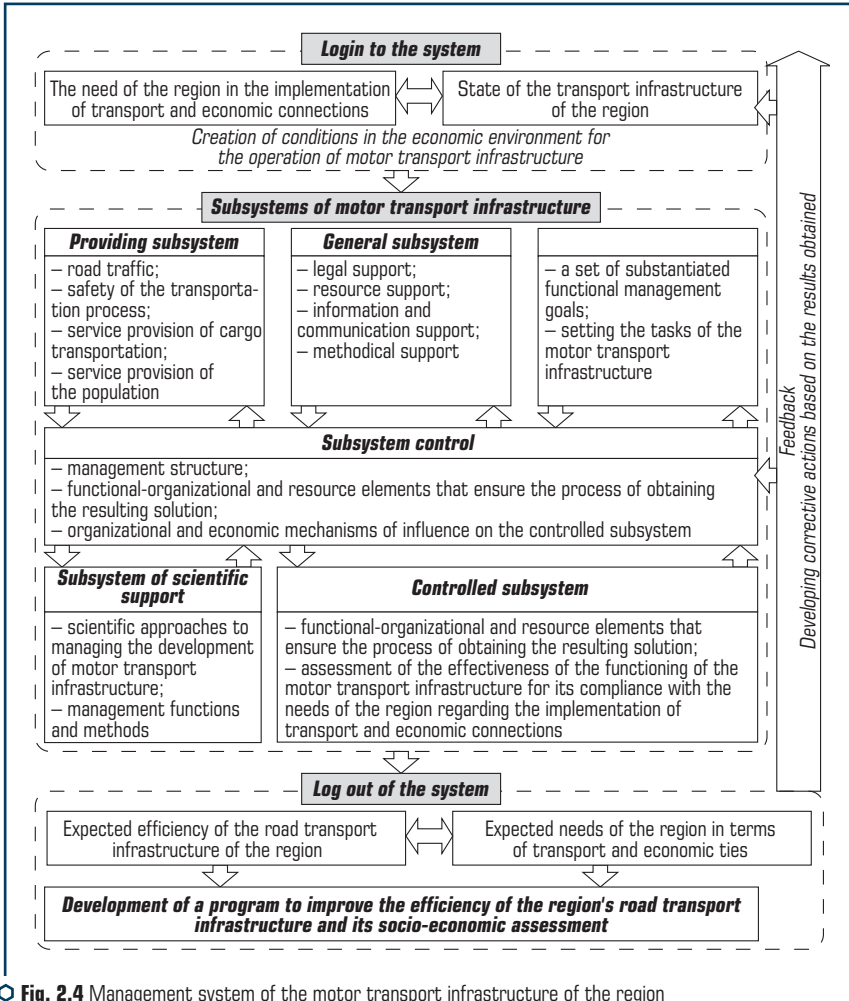 Login to the system
The need of the region in the implementation
of transport and economic connections
State of the transport infrastructure
of the region
Creation of conditions in the economic environment for
the operation of motor transport infrastructure
Subsystems of motor transport infrastructure
Providing subsystem
– road traffic;
– safety of the transporta-
tion process;
– service provision of cargo
transportation;
– service provision of
the population
General subsystem
– legal support;
– resource support;
– information and
communication support;
– methodical support
– a set of substantiated
functional management
goals;
– setting the tasks of the
motor transport
infrastructure
Subsystem control
– management structure;
– functional-organizational and resource elements that ensure the process of obtaining
the resulting solution;
– organizational and economic mechanisms of influence on the controlled subsystem
Subsystem of scientific
support
– scientific approaches to
managing the development
of motor transport
infrastructure;
– management functions
and methods
Controlled subsystem
– functional-organizational and resource elements that
ensure the process of obtaining the resulting solution;
– assessment of the effectiveness of the functioning of the
motor transport infrastructure for its compliance with the
needs of the region regarding the implementation of
transport and economic connections
Feedback
Developing corrective actions based on the results obtained
Log out of the system
Expected efficiency of the road transport
infrastructure of the region
Expected needs of the region in terms
of transport and economic ties
Development of a program to improve the efficiency of the region's road transport
infrastructure and its socio-economic assessment
Fig. 2.4 Management system of the motor transport infrastructure of the region